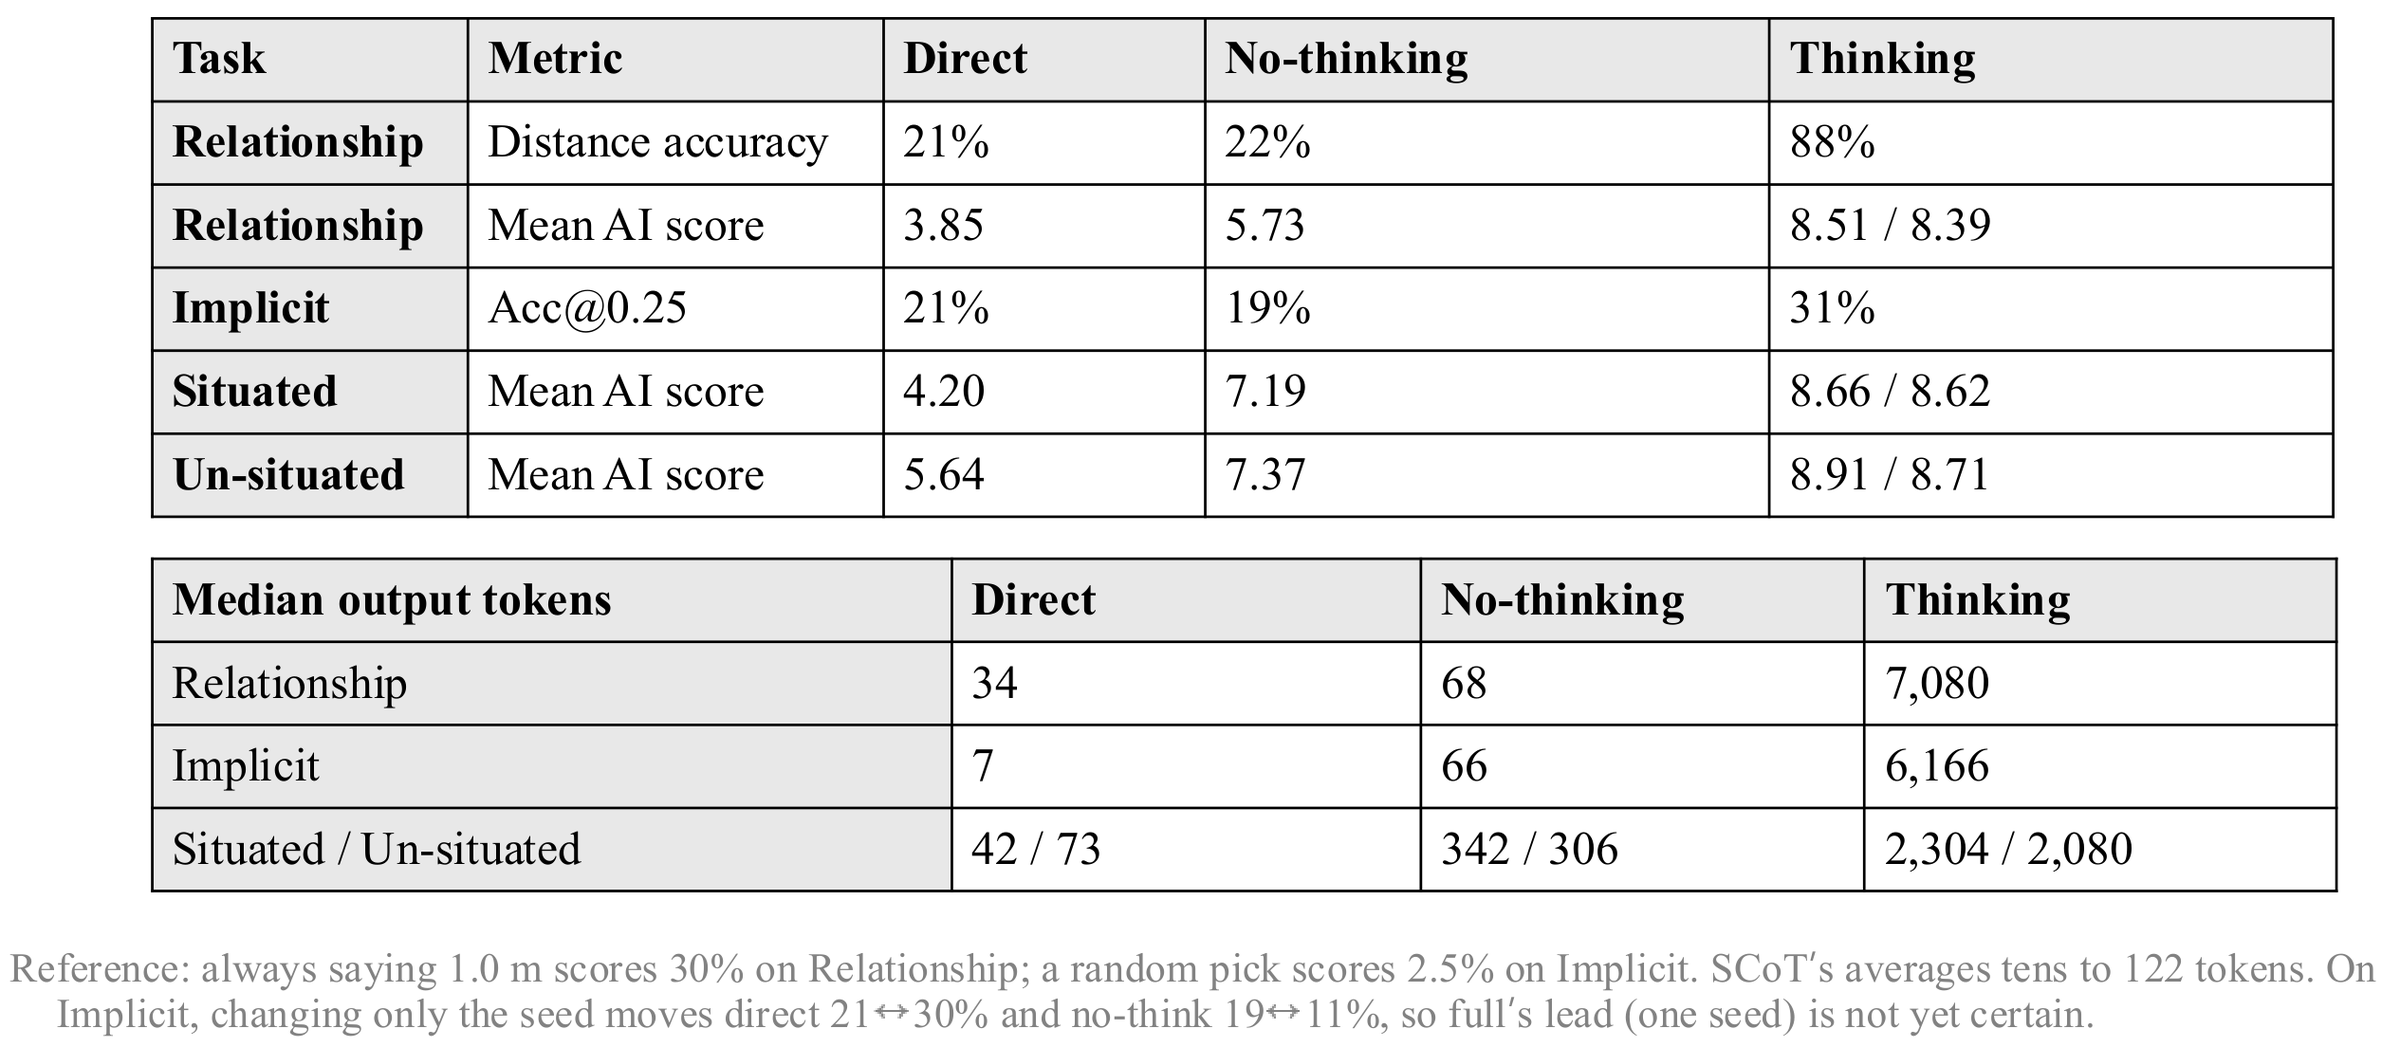 Task Metric Direct No-thinking Thinking
Relationship Distance accuracy 21% 22% 88%
Relationship Mean AI score 3.85 5.73 8.51 / 8.39
Implicit Acc@0.25 21% 19% 31%
Situated Mean AI score 4.20 7.19 8.66 / 8.62
Un-situated Mean AI score 5.64 7.37 8.91 / 8.71
Median output tokens Direct No-thinking Thinking
Relationship 34 68 7,080
Implicit 7 66 6,166
Situated / Un-situated 42 / 73 342 / 306 2,304 / 2,080
Reference: always saying 1.0 m scores 30% on Relationship; a random pick scores 2.5% on Implicit. SCoT's averages tens to 122 tokens. On
Implicit, changing only the seed moves direct 21↔30% and no-think 19↔11%, so full's lead (one seed) is not yet certain.